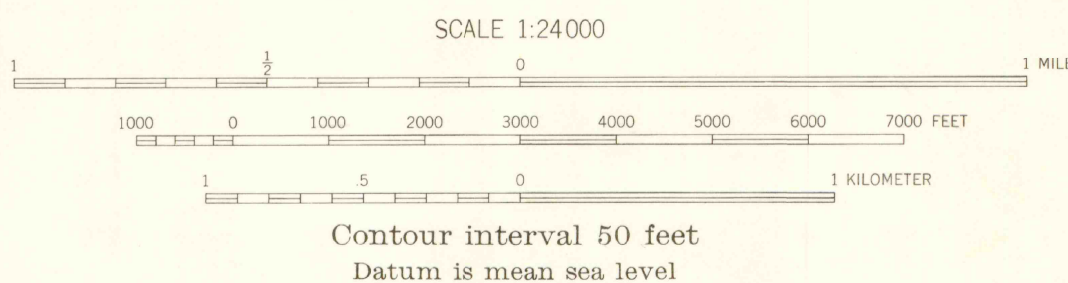 SCALE 1:24000
1 ½ 0 1 MILE
1000 0 1000 2000 3000 4000 5000 6000 7000 FEET
1 .5 0 1 KILOMETER
Contour interval 50 feet
Datum is mean sea level